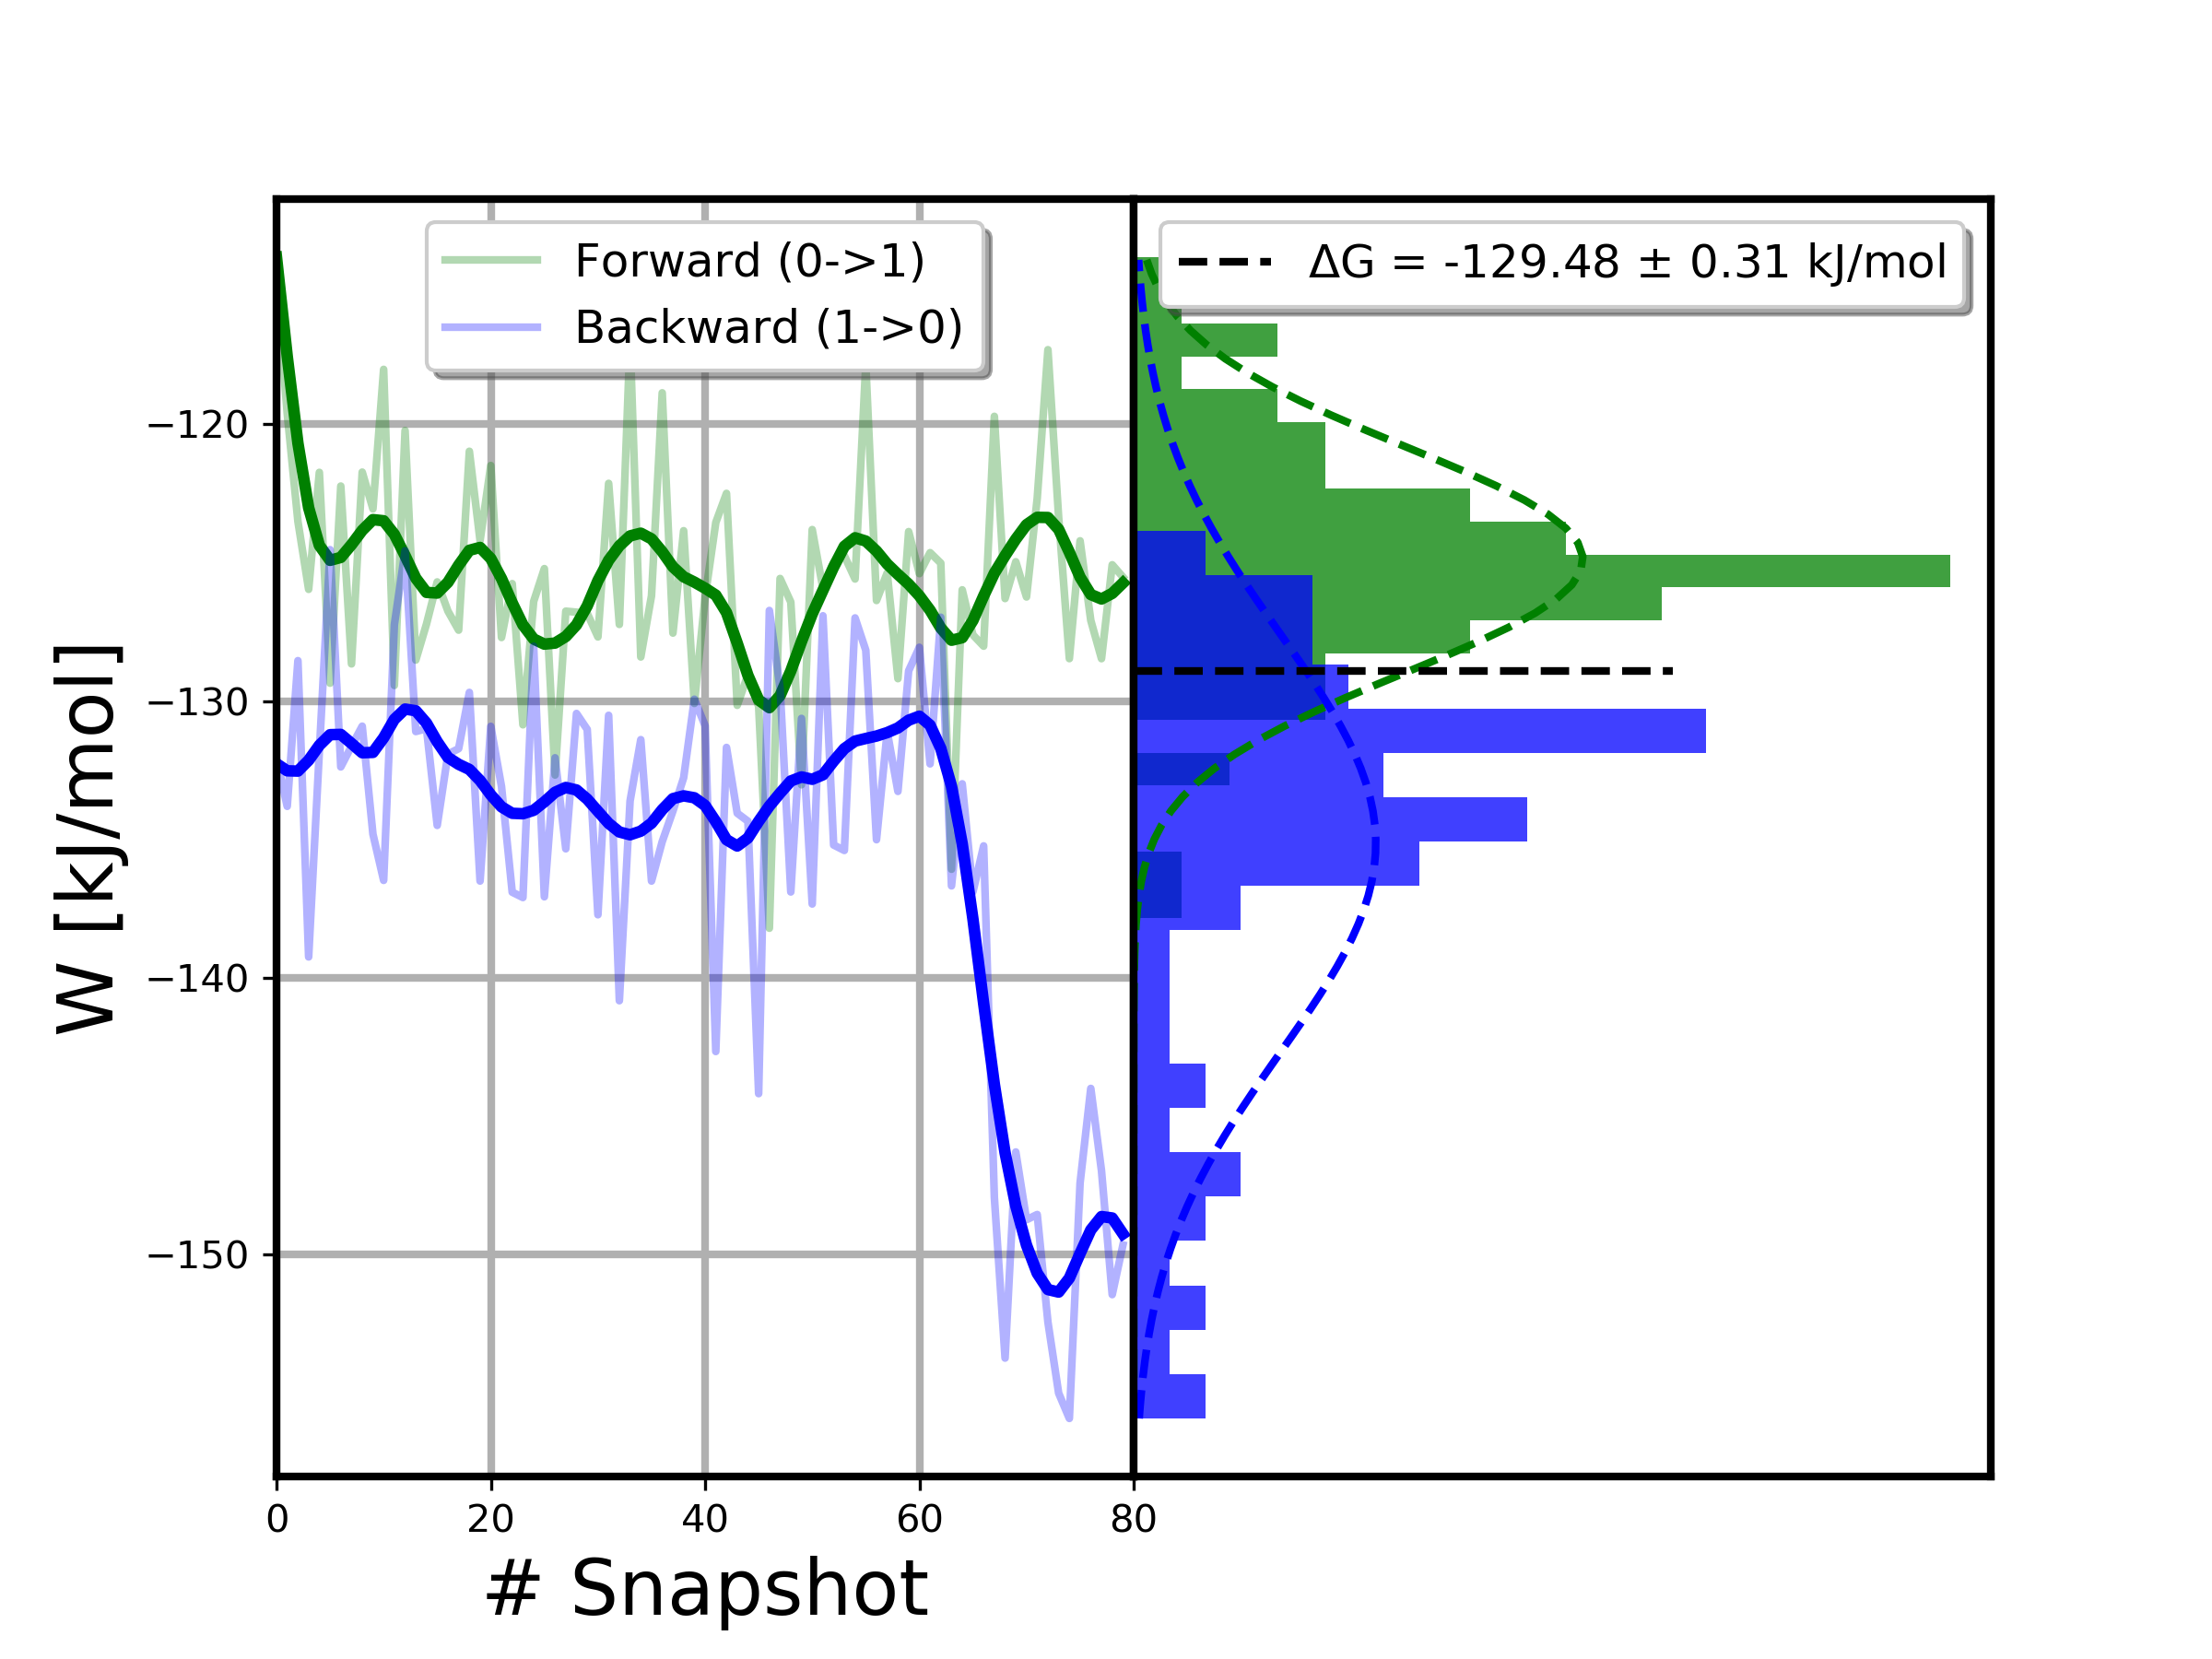 Forward (0->1)
Backward (1->0)
ΔG = -129.48 ± 0.31 kJ/mol
W [kJ/mol]
−120
−130
−140
−150
0 20 40 60 80
# Snapshot